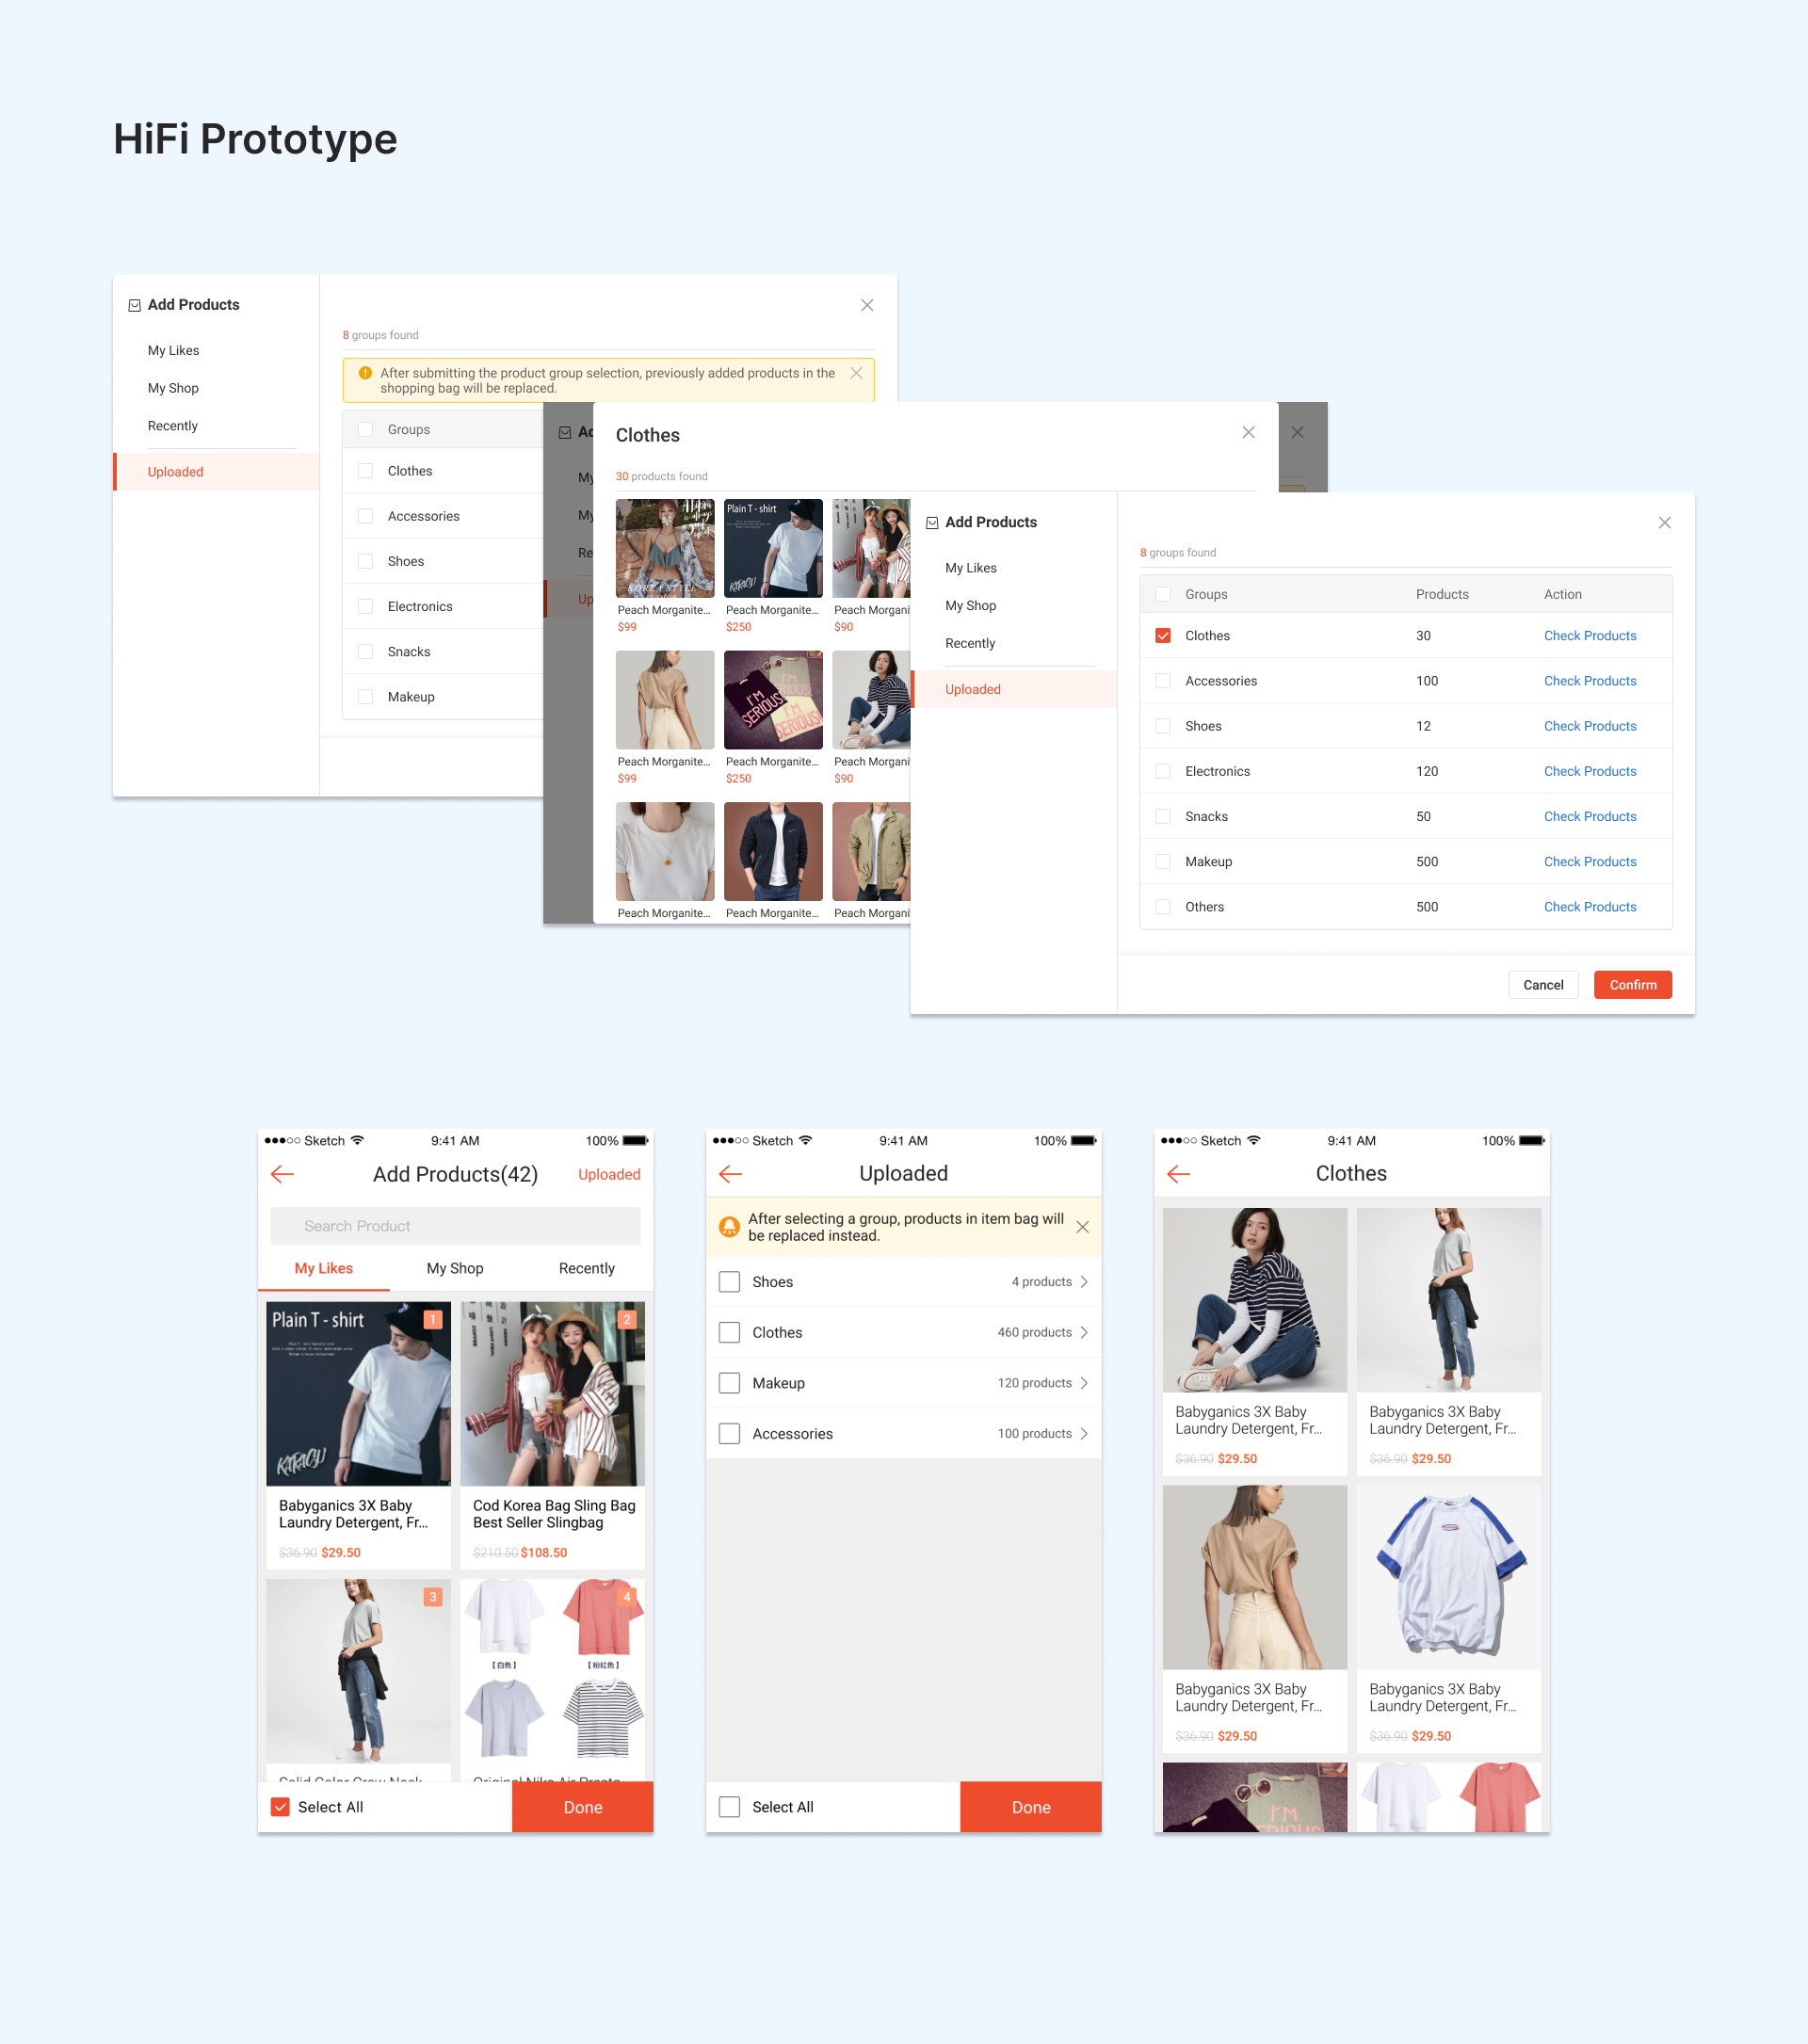 HiFi Prototype
Add Products
My Likes
My Shop
Recently
Uploaded
8 groups found
After submitting the product group selection, previously added products in the
shopping bag will be replaced.
Groups
Clothes
Accessories
Shoes
Electronics
Snacks
Makeup
Ad
My
My
Re
Up
Clothes
30 products found
Plain T - shirt
KOREA STYLE
Peach Morganite...
Peach Morganite...
Peach Morgani
$99
$250
$90
I'M
SERIOUS!
I'M
SERIOUS!
Peach Morganite...
Peach Morganite...
Peach Morgani
$99
$250
$90
Peach Morganite...
Peach Morganite...
Peach Morgani
Add Products
My Likes
My Shop
Recently
Uploaded
8 groups found
Groups Products Action
Clothes 30 Check Products
Accessories 100 Check Products
Shoes 12 Check Products
Electronics 120 Check Products
Snacks 50 Check Products
Makeup 500 Check Products
Others 500 Check Products
Cancel
Confirm
Sketch 9:41 AM 100%
Add Products(42)
Uploaded
Search Product
My Likes My Shop Recently
Plain T - shirt
1
2
Babyganics 3X Baby
Laundry Detergent, Fr...
$36.90 $29.50
Cod Korea Bag Sling Bag
Best Seller Slingbag
$210.50 $108.50
3
4
【白色】
【粉紅色】
Solid Color Crew Neck
Original Nike Air Presto
Select All
Done
Sketch 9:41 AM 100%
Uploaded
After selecting a group, products in item bag will
be replaced instead.
Shoes 4 products
Clothes 460 products
Makeup 120 products
Accessories 100 products
Select All
Done
Sketch 9:41 AM 100%
Clothes
Babyganics 3X Baby
Laundry Detergent, Fr...
$36.90 $29.50
Babyganics 3X Baby
Laundry Detergent, Fr...
$36.90 $29.50
Babyganics 3X Baby
Laundry Detergent, Fr...
$36.90 $29.50
Babyganics 3X Baby
Laundry Detergent, Fr...
$36.90 $29.50
I'M
SERIOUS